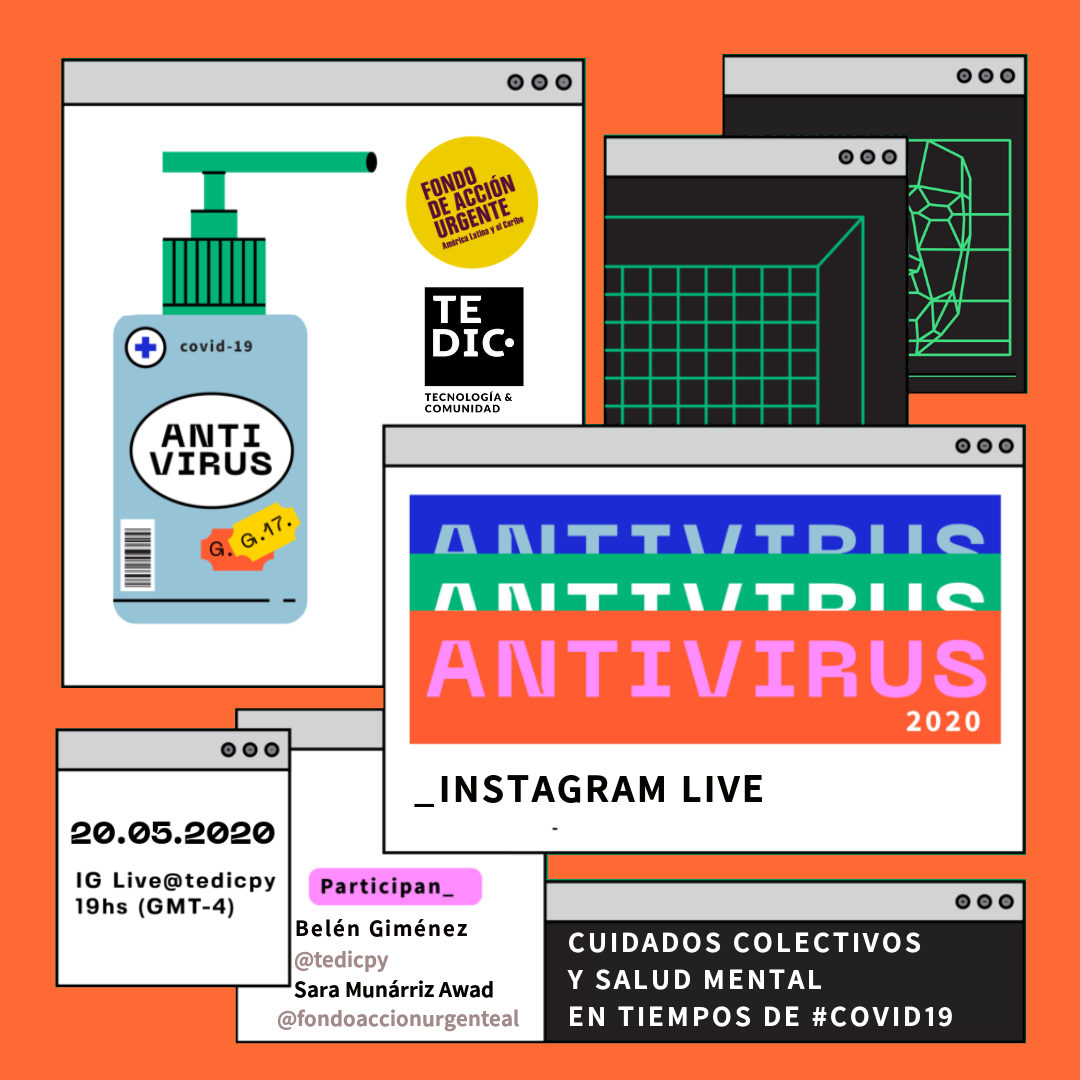 FONDO
DE ACCIÓN
URGENTE
América Latina y el Caribe
TE
DIC
TECNOLOGÍA &
COMUNIDAD
covid-19
ANTI
VIRUS
G.
G.17.
ANTIVIRUS
ANTIVIRUS
ANTIVIRUS
2020
_INSTAGRAM LIVE
-
20.05.2020
IG Live@tedicpy
19hs (GMT-4)
Participan_
Belén Giménez
@tedicpy
Sara Munárriz Awad
@fondoaccionurgenteal
CUIDADOS COLECTIVOS
Y SALUD MENTAL
EN TIEMPOS DE #COVID19